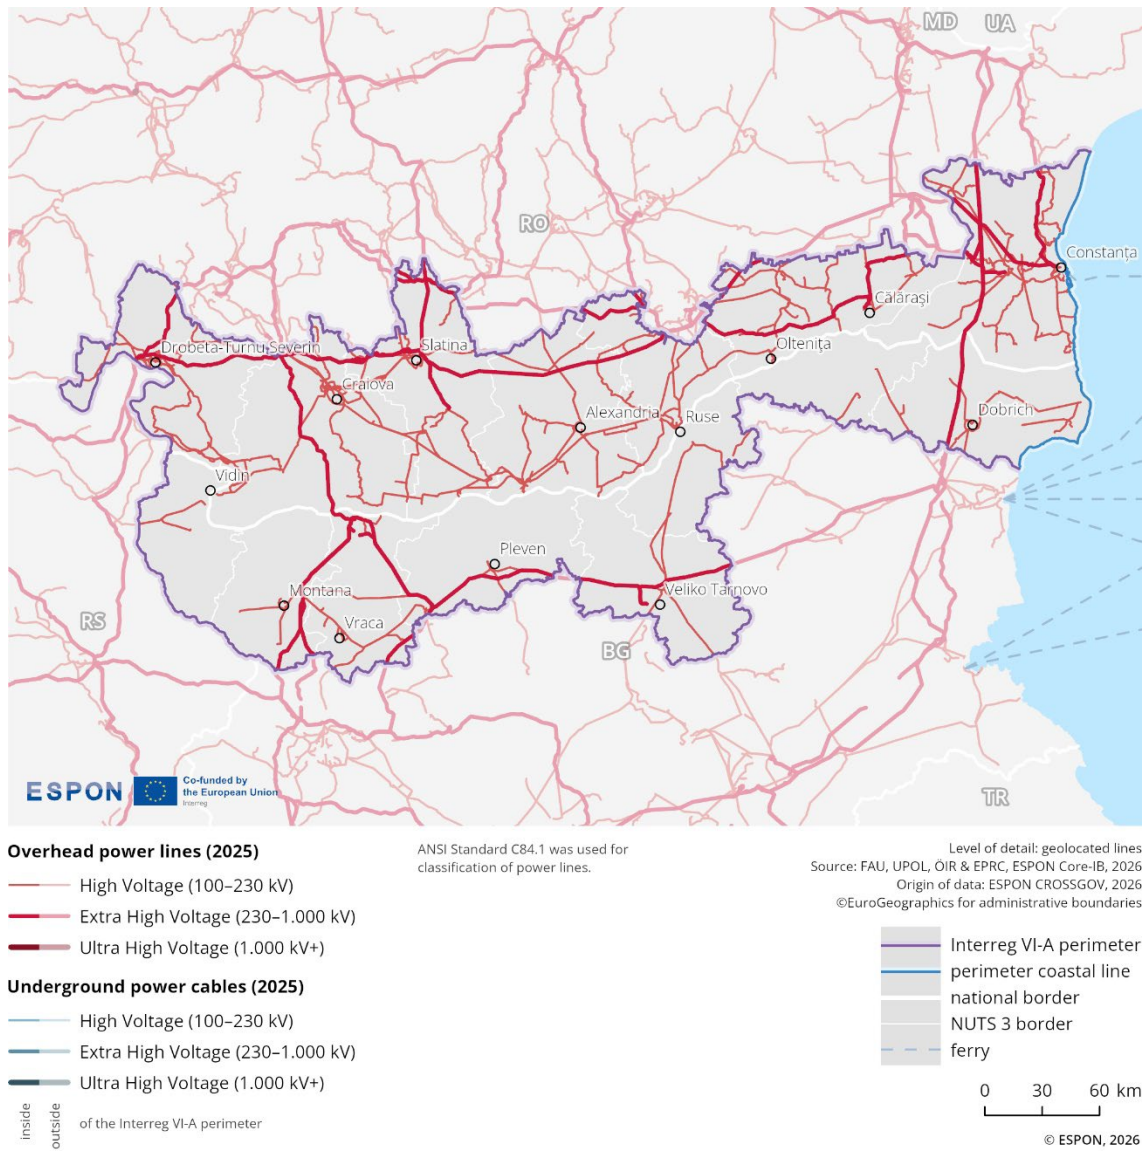 MD
UA
RO
Constanța
Călărași
Drobeta-Turnu Severin
Slatina
Oltenița
Craiova
Alexandria
Ruse
Dobrich
Vidin
Pleven
Montana
Veliko Tarnovo
Vraca
RS
BG
TR
ESPON
Co-funded by
the European Union
Interreg
Overhead power lines (2025)
High Voltage (100–230 kV)
Extra High Voltage (230–1.000 kV)
Ultra High Voltage (1.000 kV+)
Underground power cables (2025)
High Voltage (100–230 kV)
Extra High Voltage (230–1.000 kV)
Ultra High Voltage (1.000 kV+)
inside
outside
of the Interreg VI-A perimeter
ANSI Standard C84.1 was used for
classification of power lines.
Level of detail: geolocated lines
Source: FAU, UPOL, ÖIR & EPRC, ESPON Core-IB, 2026
Origin of data: ESPON CROSSGOV, 2026
©EuroGeographics for administrative boundaries
Interreg VI-A perimeter
perimeter coastal line
national border
NUTS 3 border
ferry
0 30 60 km
© ESPON, 2026